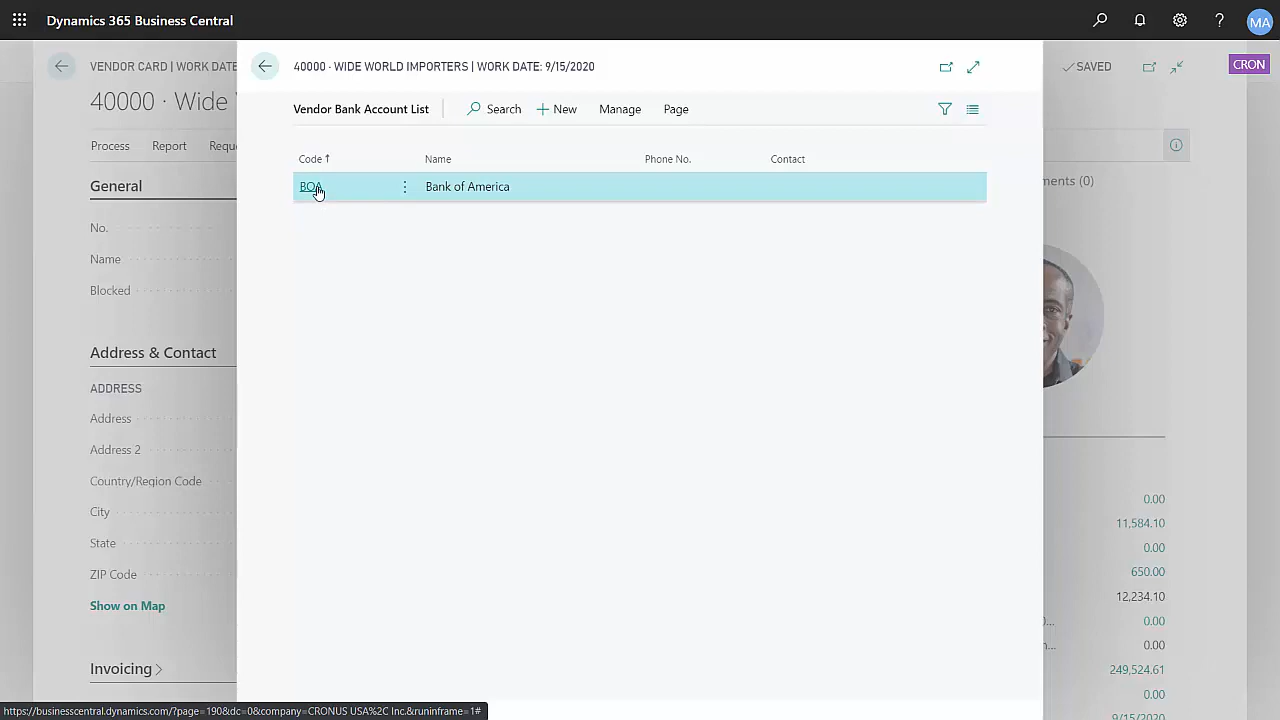 Dynamics 365 Business Central
MA
VENDOR CARD | WORK DATE
40000 · Wide
Process Report Requ
General
No.
Name
Blocked
Address & Contact
ADDRESS
Address
Address 2
Country/Region Code
City
State
ZIP Code
Show on Map
Invoicing
40000 · WIDE WORLD IMPORTERS | WORK DATE: 9/15/2020
Vendor Bank Account List Search New Manage Page
Code ↑ Name Phone No. Contact
BOA Bank of America
SAVED
CRON
ments (0)
0.00
11,584.10
0.00
650.00
12,234.10
0.00
0.00
249,524.61
0.00
9/15/2020
https://businesscentral.dynamics.com/?page=190&dc=0&company=CRONUS USA%2C Inc.&runinframe=1#